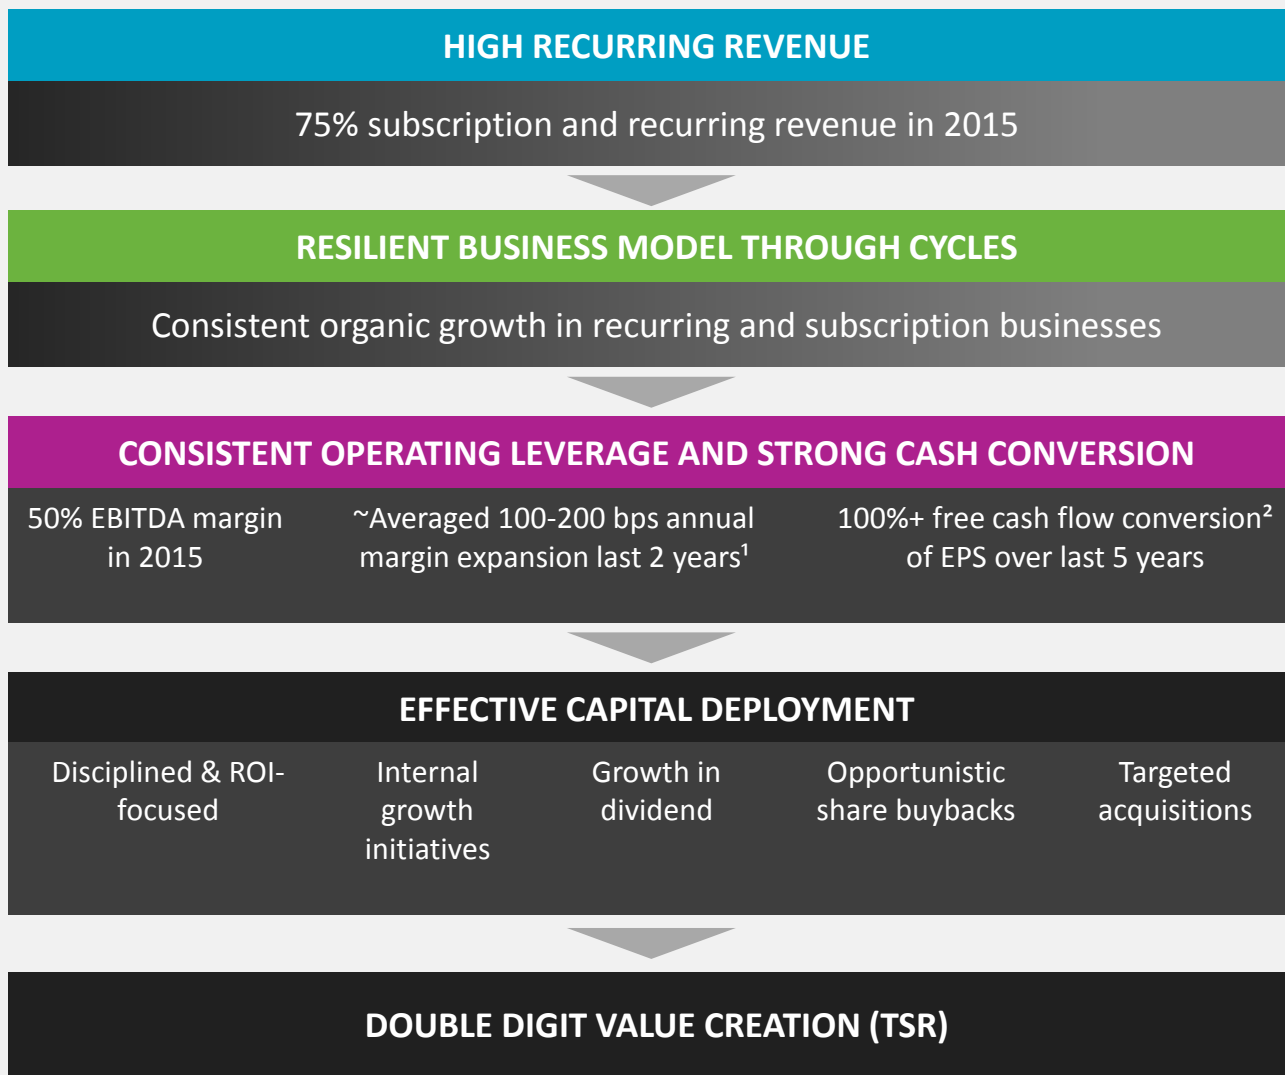 HIGH RECURRING REVENUE
75% subscription and recurring revenue in 2015
RESILIENT BUSINESS MODEL THROUGH CYCLES
Consistent organic growth in recurring and subscription businesses
CONSISTENT OPERATING LEVERAGE AND STRONG CASH CONVERSION
50% EBITDA margin
in 2015
~Averaged 100-200 bps annual
margin expansion last 2 years¹
100%+ free cash flow conversion²
of EPS over last 5 years
EFFECTIVE CAPITAL DEPLOYMENT
Disciplined & ROI-
focused
Internal
growth
initiatives
Growth in
dividend
Opportunistic
share buybacks
Targeted
acquisitions
DOUBLE DIGIT VALUE CREATION (TSR)